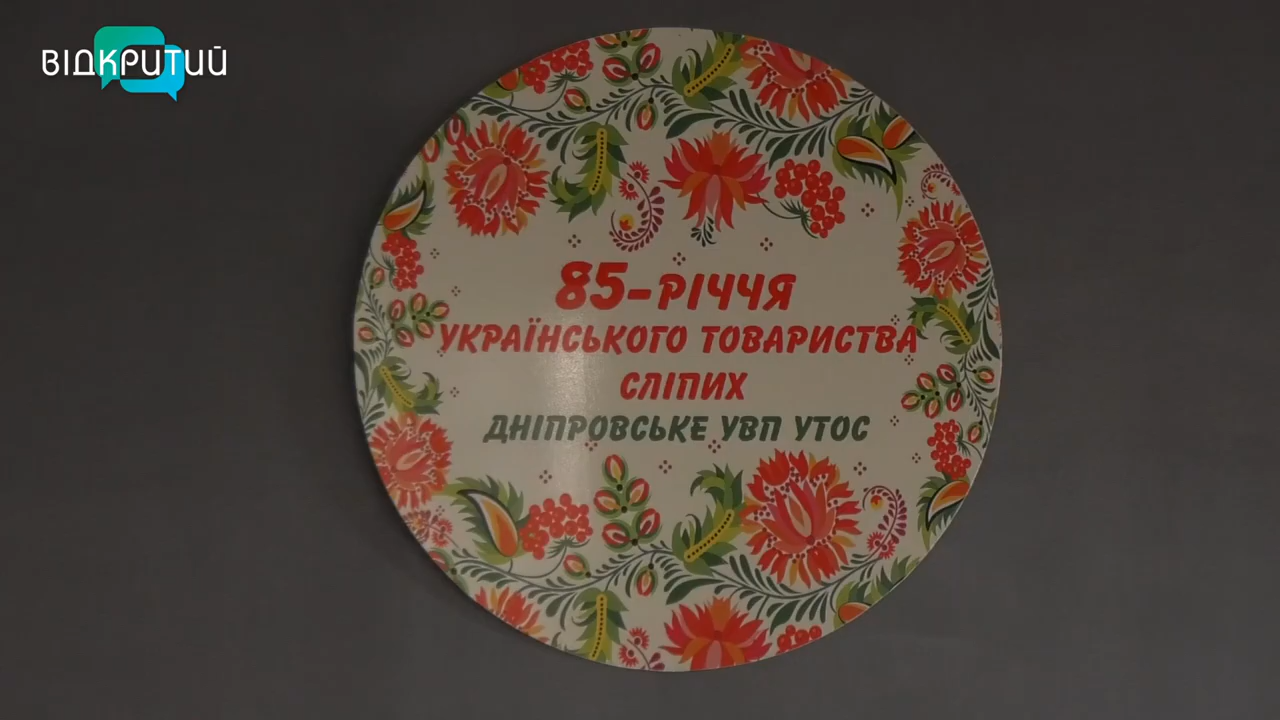 ВІДКРИТИЙ
85-РІЧЧЯ
УКРАЇНСЬКОГО ТОВАРИСТВА
СЛІПИХ
ДНІПРОВСЬКЕ УВП УТОС